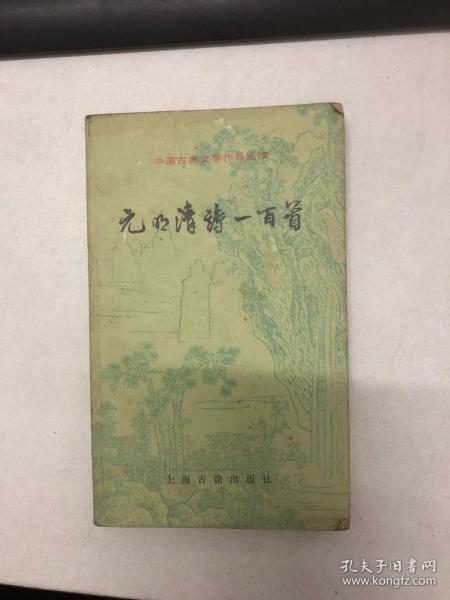 中国古典文学作品选读
元明清诗一百首
上海古籍出版社
孔夫子旧书网
www.kongfz.com